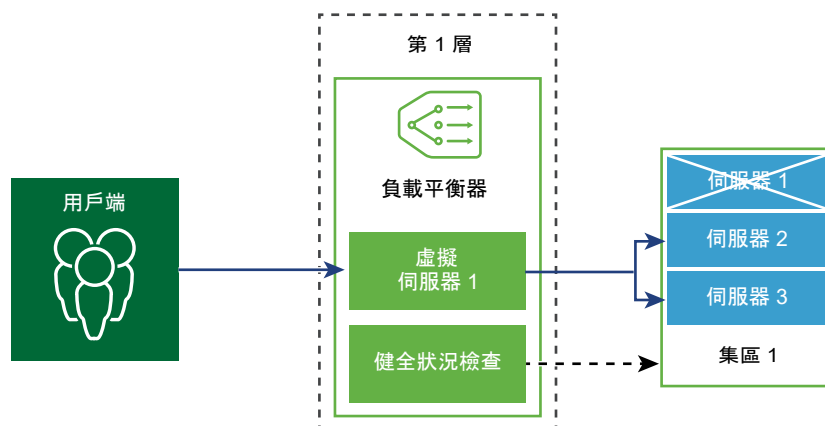 第 1 層
負載平衡器
用戶端
虛擬
伺服器 1
健全狀況檢查
伺服器 1
伺服器 2
伺服器 3
集區 1